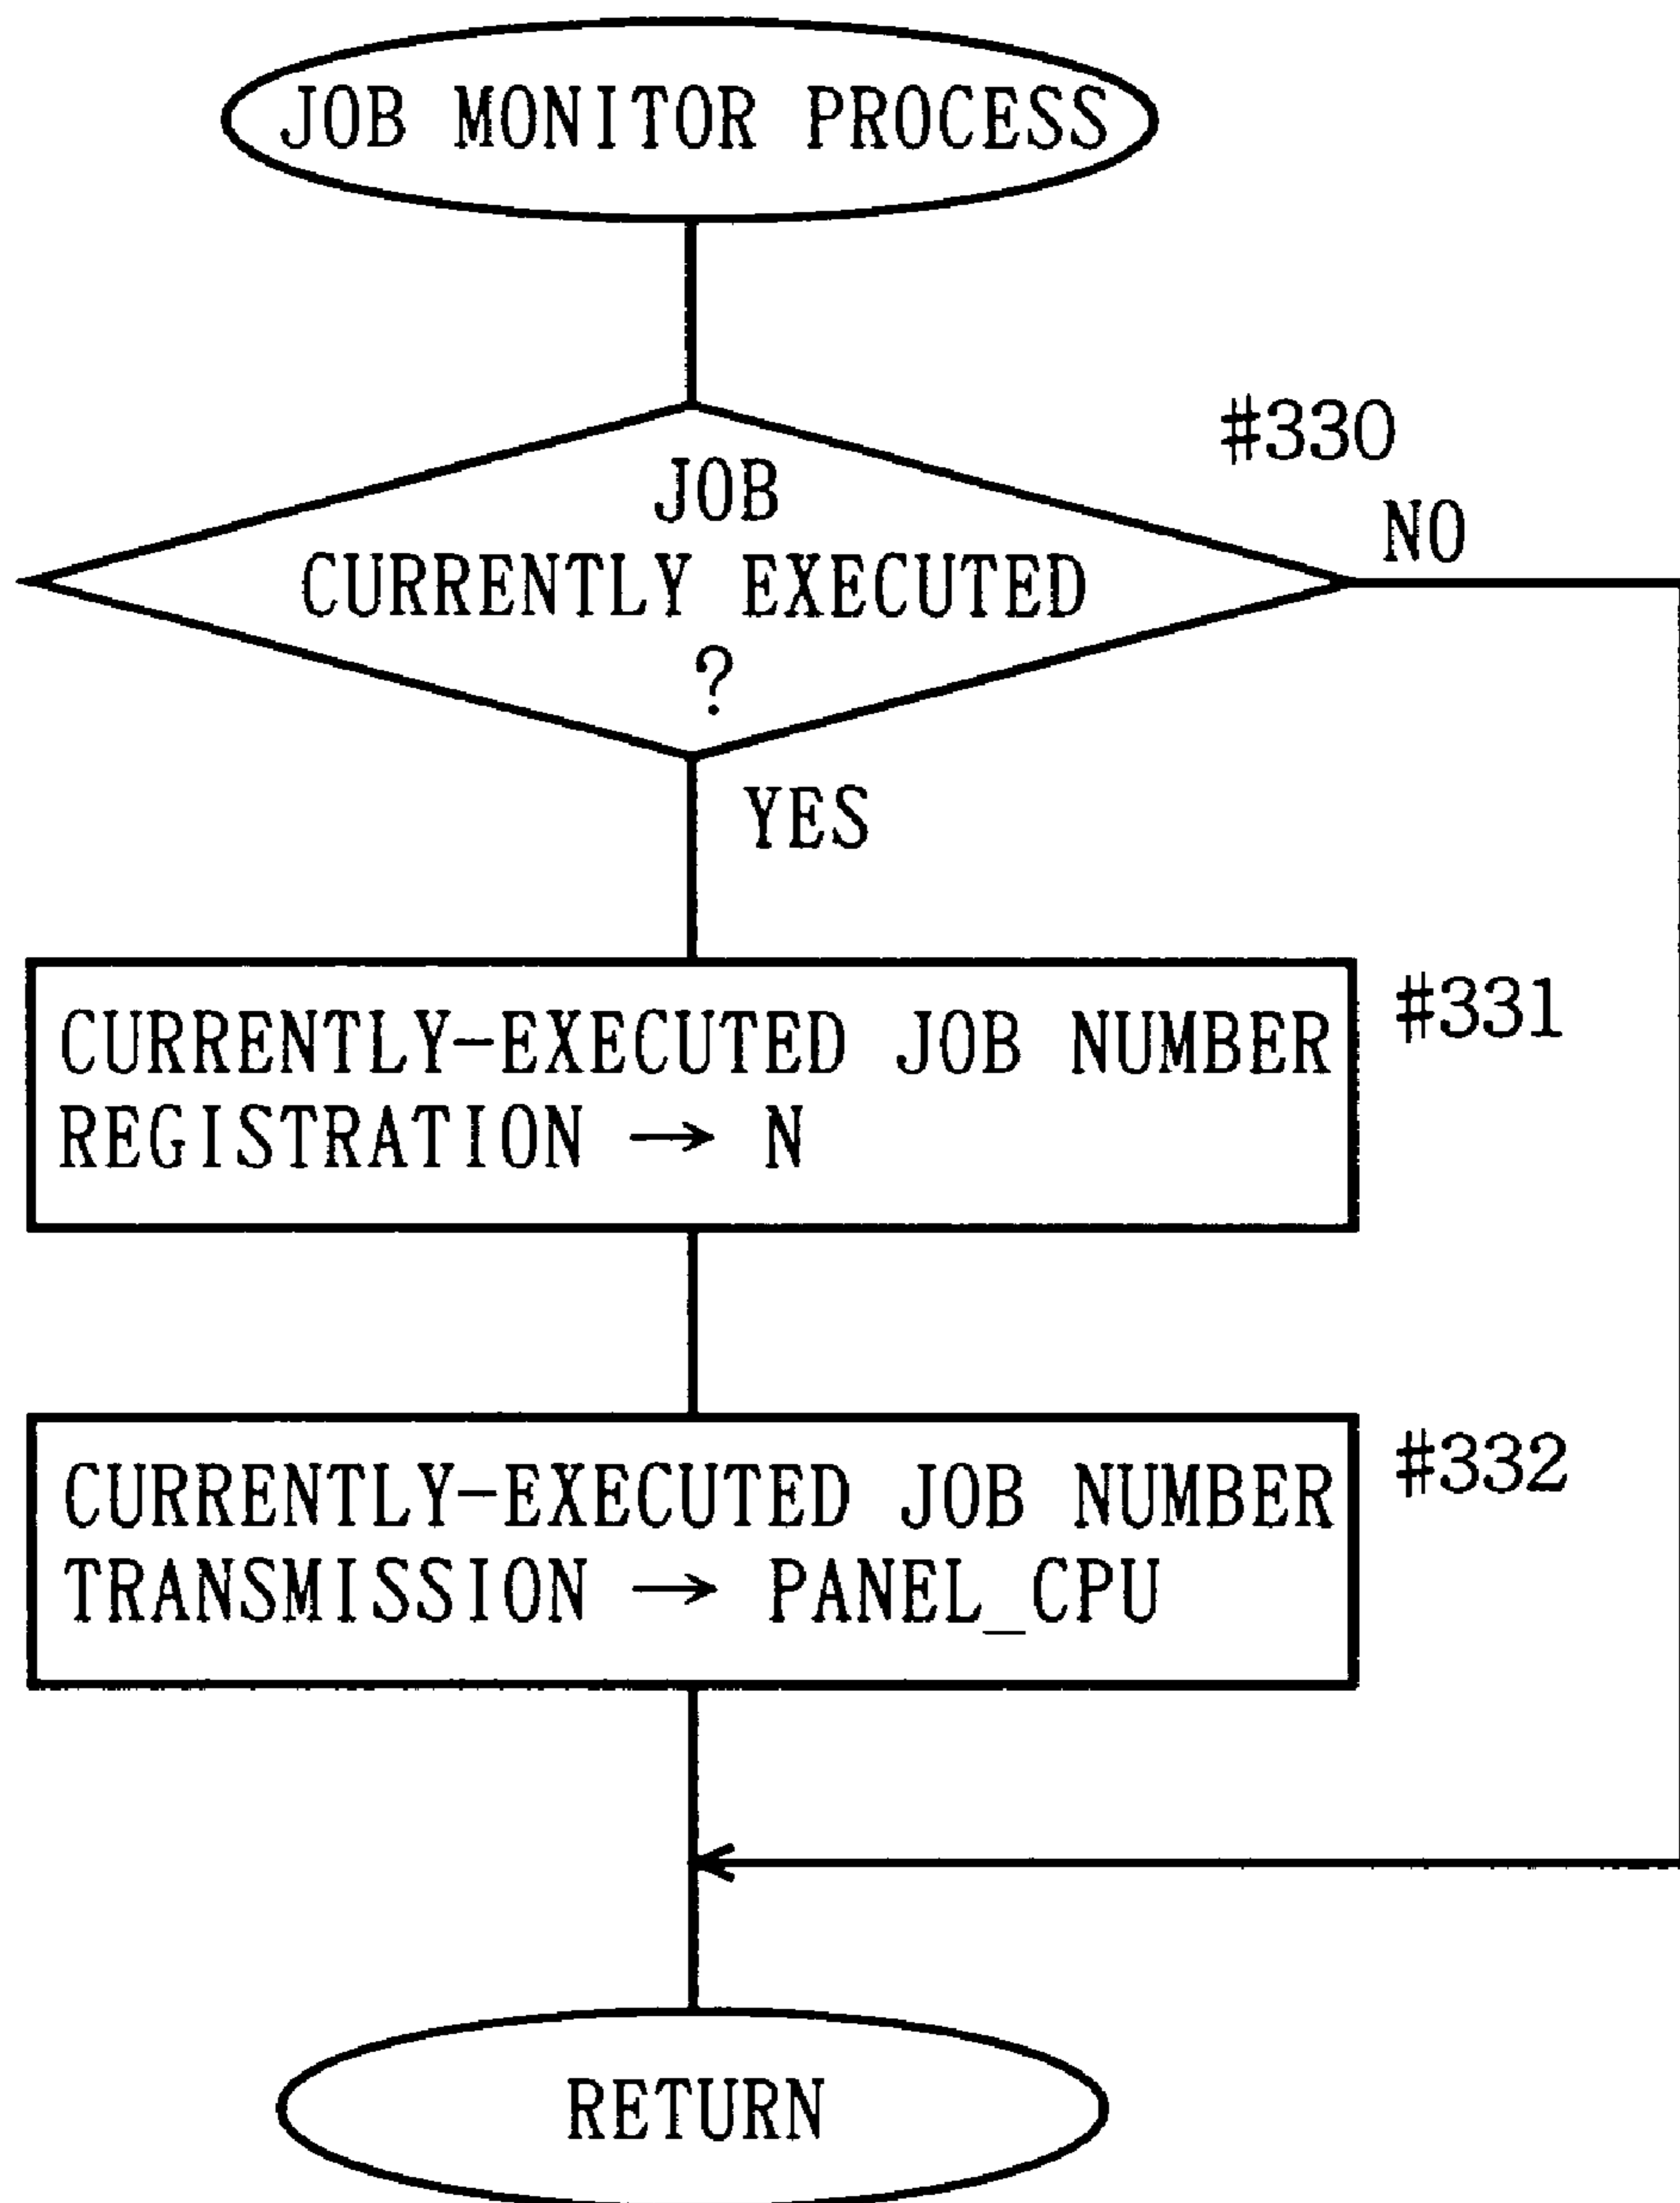 JOB MONITOR PROCESS
#330
JOB
CURRENTLY EXECUTED
?
NO
YES
#331
CURRENTLY-EXECUTED JOB NUMBER
REGISTRATION → N
#332
CURRENTLY-EXECUTED JOB NUMBER
TRANSMISSION → PANEL_CPU
RETURN